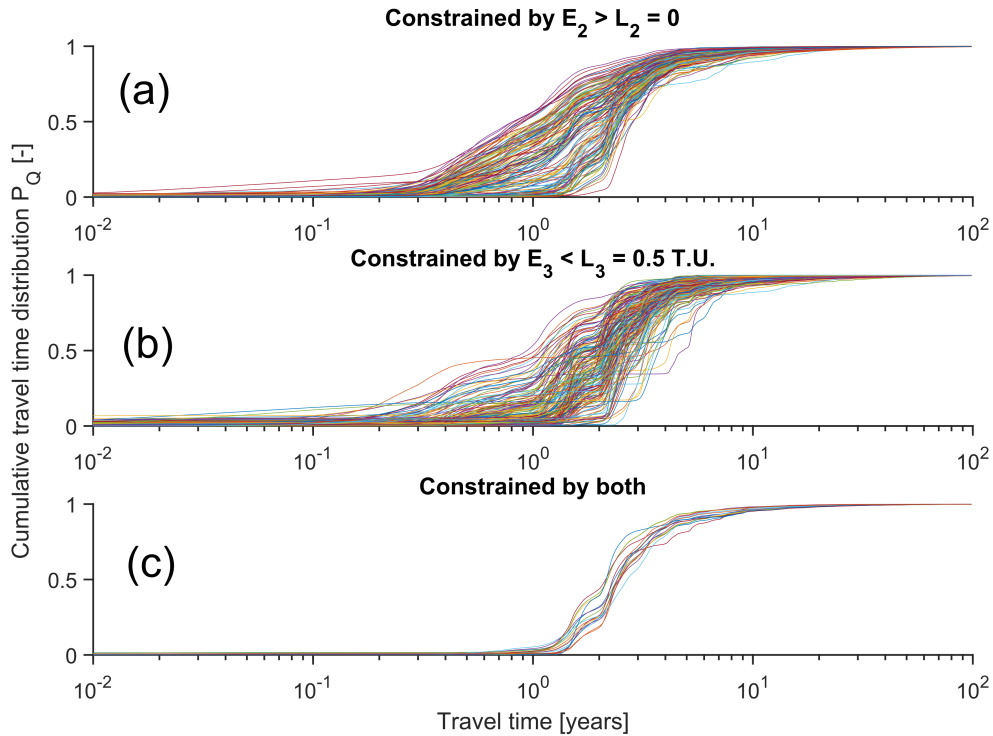 Constrained by E₂ > L₂ = 0
(a)
1
0.5
0
10⁻² 10⁻¹ 10⁰ 10¹ 10²
Constrained by E₃ < L₃ = 0.5 T.U.
(b)
1
0.5
0
10⁻² 10⁻¹ 10⁰ 10¹ 10²
Constrained by both
(c)
1
0.5
0
10⁻² 10⁻¹ 10⁰ 10¹ 10²
Travel time [years]
Cumulative travel time distribution P_Q [-]